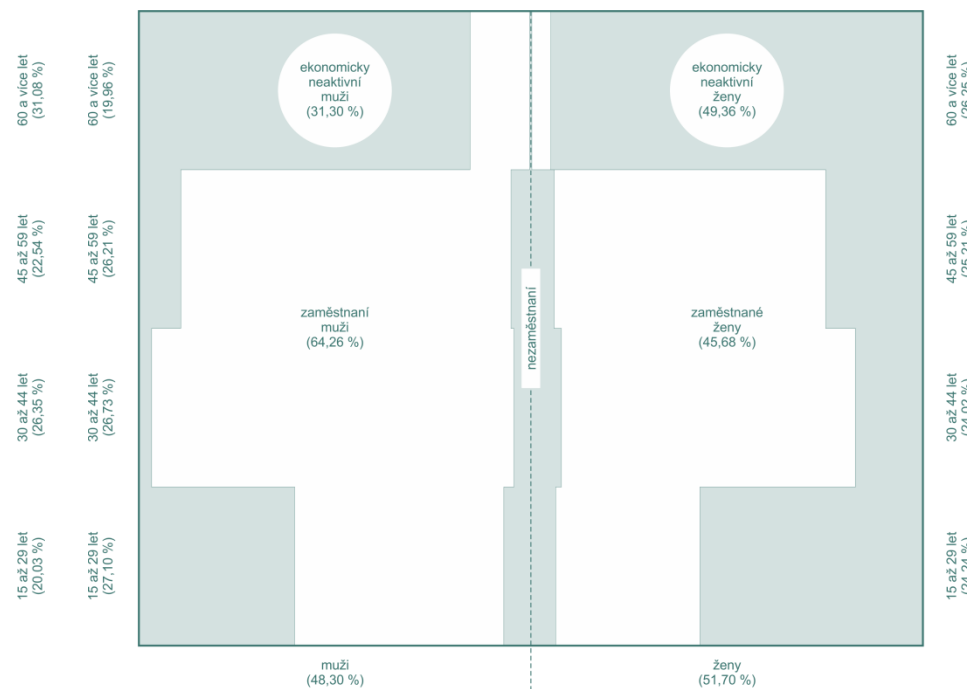 60 a více let
(31,08 %)
60 a více let
(19,96 %)
ekonomicky
neaktivní
muži
(31,30 %)
ekonomicky
neaktivní
ženy
(49,36 %)
60 a více let
(26,25 %)
45 až 59 let
(22,54 %)
45 až 59 let
(26,21 %)
zaměstnaní
muži
(64,26 %)
nezaměstnaní
zaměstnané
ženy
(45,68 %)
45 až 59 let
(25,21 %)
30 až 44 let
(26,35 %)
30 až 44 let
(26,73 %)
30 až 44 let
15 až 29 let
(20,03 %)
15 až 29 let
(27,10 %)
15 až 29 let
muži
(48,30 %)
ženy
(51,70 %)